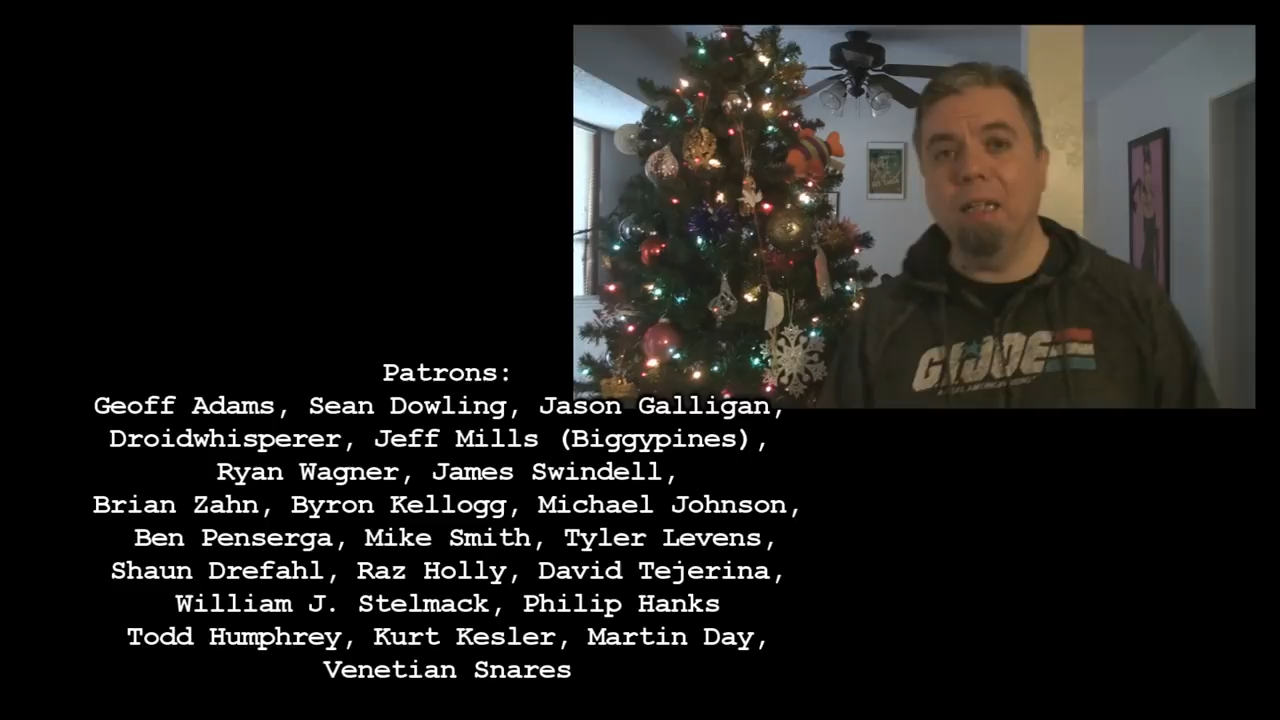 Patrons:
Geoff Adams, Sean Dowling, Jason Galligan,
Droidwhisperer, Jeff Mills (Biggypines),
Ryan Wagner, James Swindell,
Brian Zahn, Byron Kellogg, Michael Johnson,
Ben Penserga, Mike Smith, Tyler Levens,
Shaun Drefahl, Raz Holly, David Tejerina,
William J. Stelmack, Philip Hanks
Todd Humphrey, Kurt Kesler, Martin Day,
Venetian Snares
GI JOE